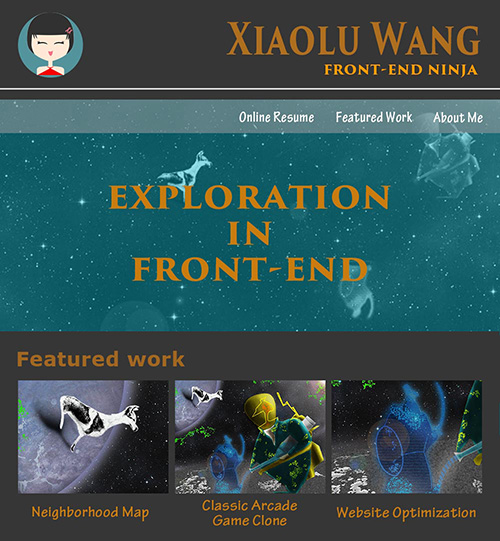 Xiaolu Wang
Front-end Ninja
Online Resume Featured Work About Me
Exploration
in
Front-end
Featured work
Neighborhood Map
Classic Arcade
Game Clone
Website Optimization